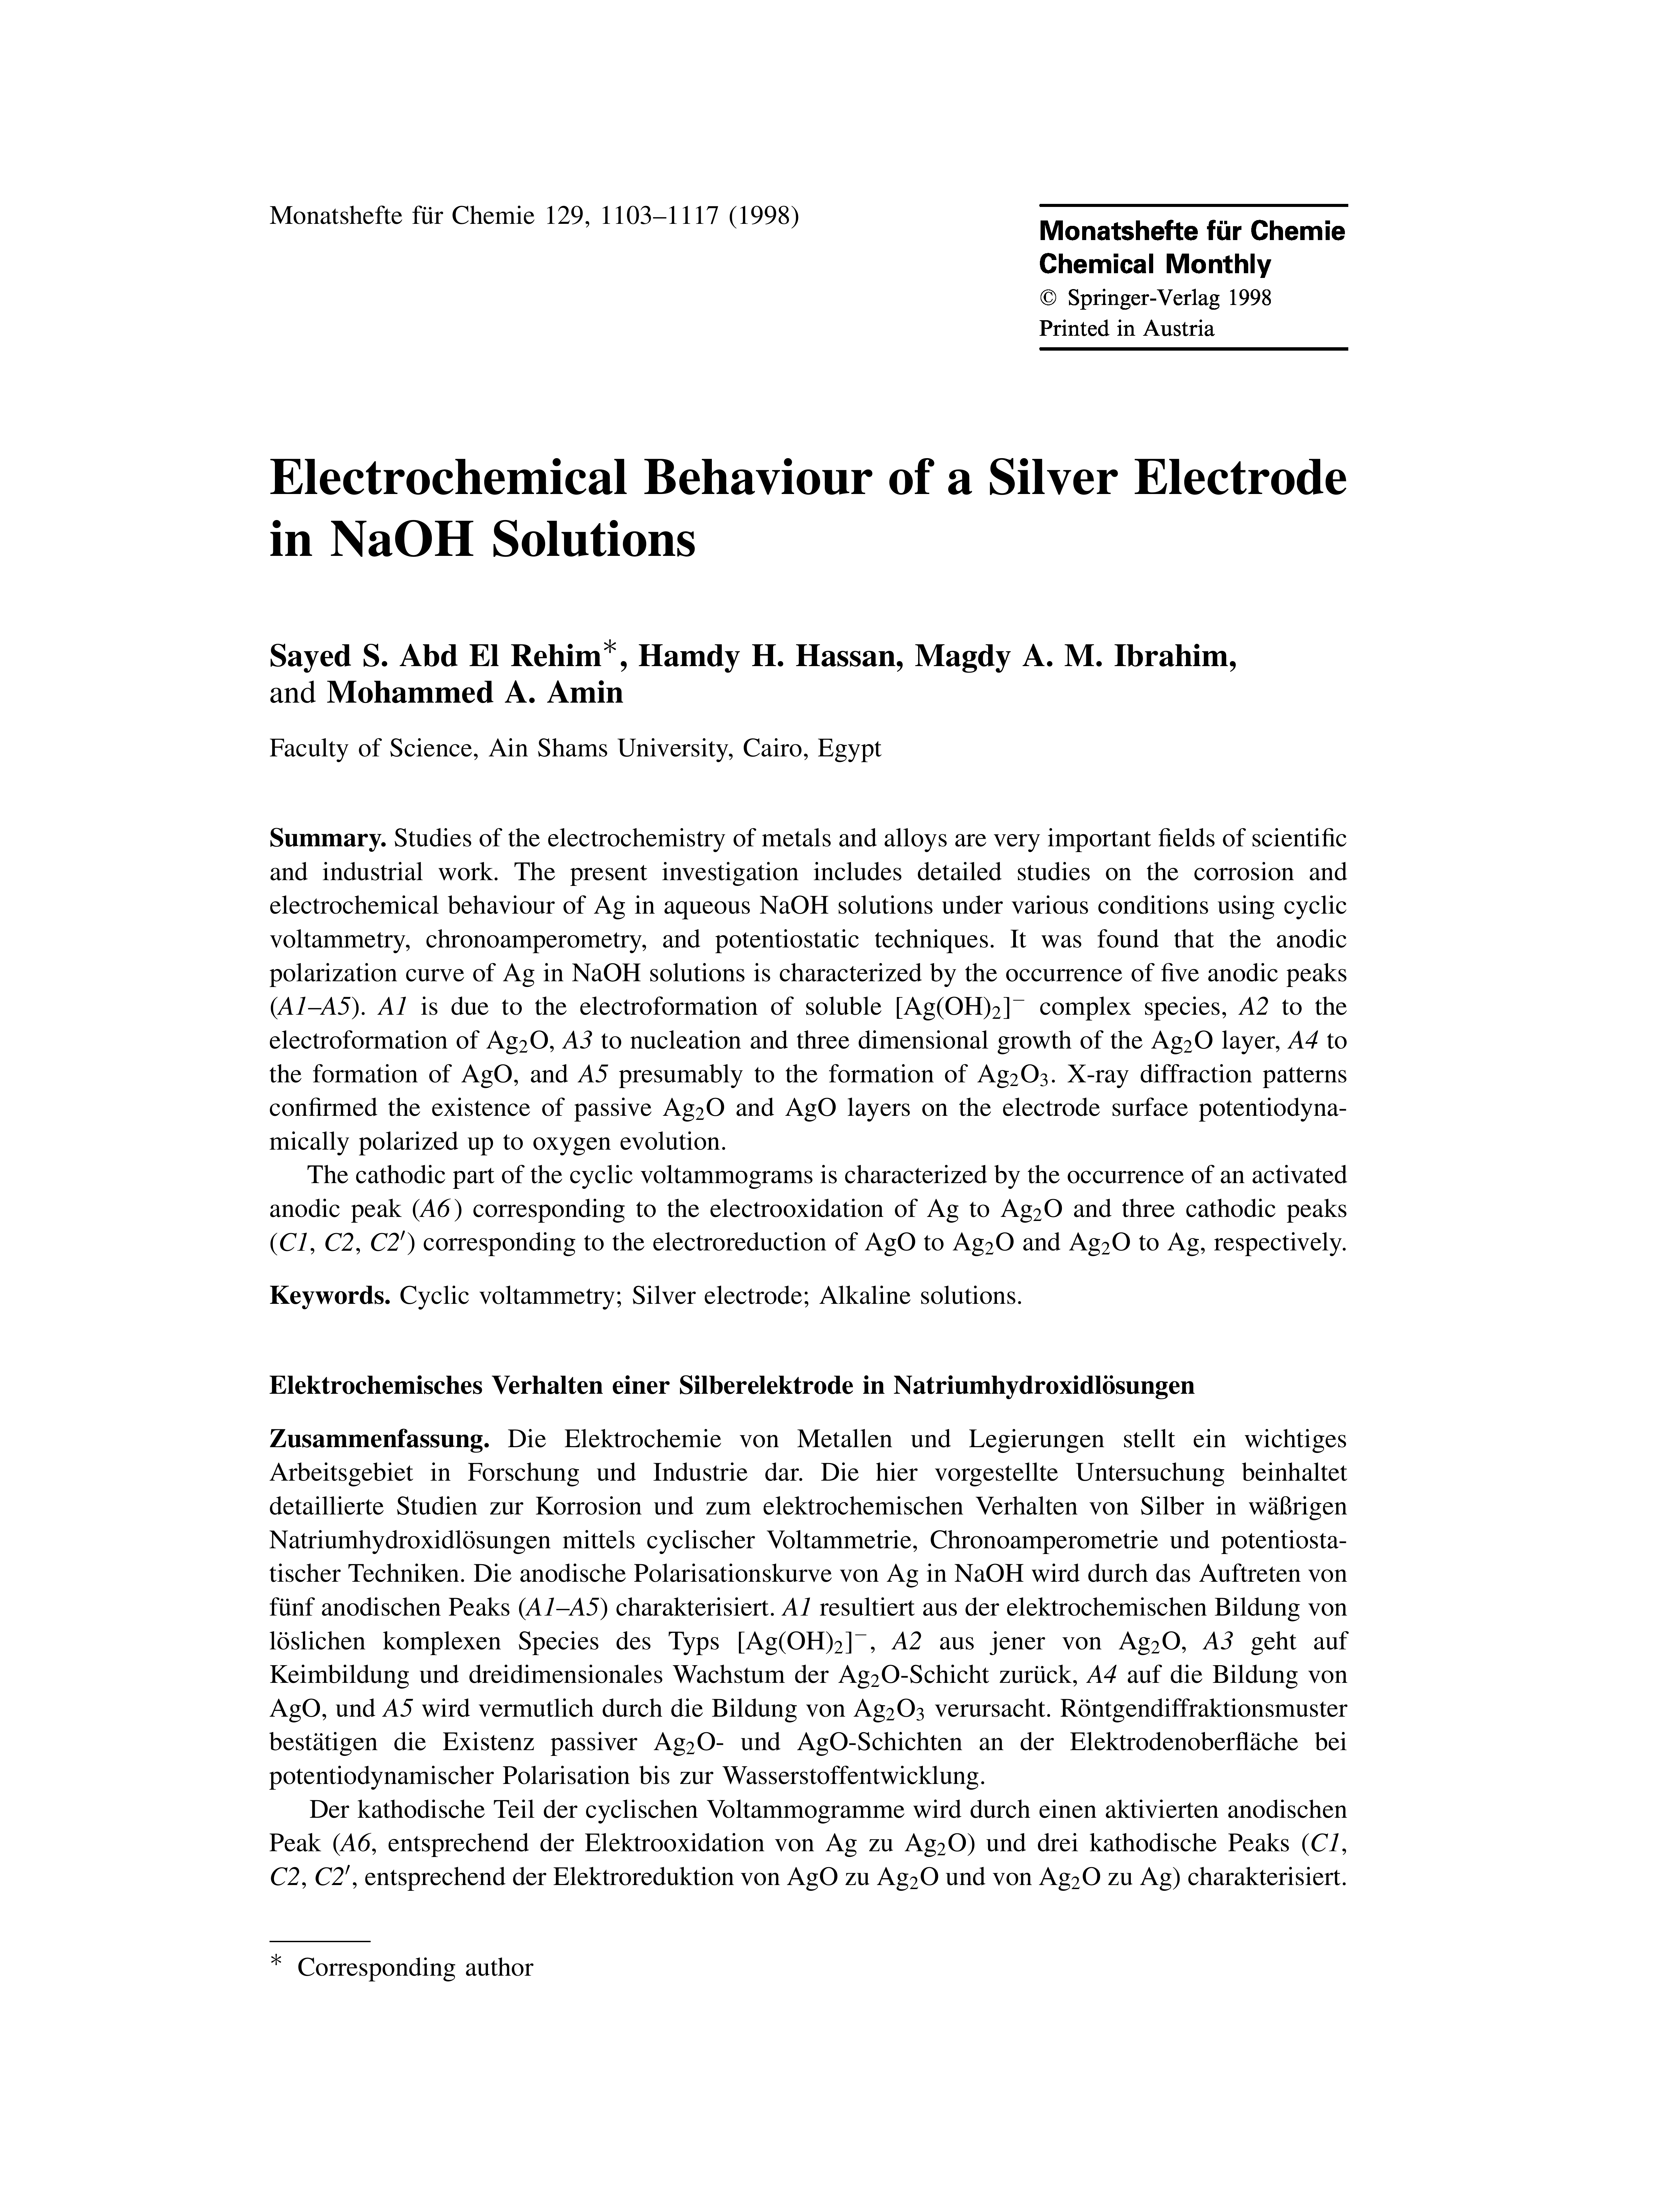 Monatshefte für Chemie 129, 1103–1117 (1998)
Monatshefte für Chemie
Chemical Monthly
© Springer-Verlag 1998
Printed in Austria
Electrochemical Behaviour of a Silver Electrode
in NaOH Solutions
Sayed S. Abd El Rehim*, Hamdy H. Hassan, Magdy A. M. Ibrahim,
and Mohammed A. Amin
Faculty of Science, Ain Shams University, Cairo, Egypt
Summary. Studies of the electrochemistry of metals and alloys are very important fields of scientific
and industrial work. The present investigation includes detailed studies on the corrosion and
electrochemical behaviour of Ag in aqueous NaOH solutions under various conditions using cyclic
voltammetry, chronoamperometry, and potentiostatic techniques. It was found that the anodic
polarization curve of Ag in NaOH solutions is characterized by the occurrence of five anodic peaks
(A1–A5). A1 is due to the electroformation of soluble [Ag(OH)₂]⁻ complex species, A2 to the
electroformation of Ag₂O, A3 to nucleation and three dimensional growth of the Ag₂O layer, A4 to
the formation of AgO, and A5 presumably to the formation of Ag₂O₃. X-ray diffraction patterns
confirmed the existence of passive Ag₂O and AgO layers on the electrode surface potentiodyna-
mically polarized up to oxygen evolution.
The cathodic part of the cyclic voltammograms is characterized by the occurrence of an activated
anodic peak (A6) corresponding to the electrooxidation of Ag to Ag₂O and three cathodic peaks
(C1, C2, C2′) corresponding to the electroreduction of AgO to Ag₂O and Ag₂O to Ag, respectively.
Keywords. Cyclic voltammetry; Silver electrode; Alkaline solutions.
Elektrochemisches Verhalten einer Silberelektrode in Natriumhydroxidlösungen
Zusammenfassung. Die Elektrochemie von Metallen und Legierungen stellt ein wichtiges
Arbeitsgebiet in Forschung und Industrie dar. Die hier vorgestellte Untersuchung beinhaltet
detaillierte Studien zur Korrosion und zum elektrochemischen Verhalten von Silber in wäßrigen
Natriumhydroxidlösungen mittels cyclischer Voltammetrie, Chronoamperometrie und potentiosta-
tischer Techniken. Die anodische Polarisationskurve von Ag in NaOH wird durch das Auftreten von
fünf anodischen Peaks (A1–A5) charakterisiert. A1 resultiert aus der elektrochemischen Bildung von
löslichen komplexen Species des Typs [Ag(OH)₂]⁻, A2 aus jener von Ag₂O, A3 geht auf
Keimbildung und dreidimensionales Wachstum der Ag₂O-Schicht zurück, A4 auf die Bildung von
AgO, und A5 wird vermutlich durch die Bildung von Ag₂O₃ verursacht. Röntgendiffraktionsmuster
bestätigen die Existenz passiver Ag₂O- und AgO-Schichten an der Elektrodenoberfläche bei
potentiodynamischer Polarisation bis zur Wasserstoffentwicklung.
Der kathodische Teil der cyclischen Voltammogramme wird durch einen aktivierten anodischen
Peak (A6, entsprechend der Elektrooxidation von Ag zu Ag₂O) und drei kathodische Peaks (C1,
C2, C2′, entsprechend der Elektroreduktion von AgO zu Ag₂O und von Ag₂O zu Ag) charakterisiert.
* Corresponding author